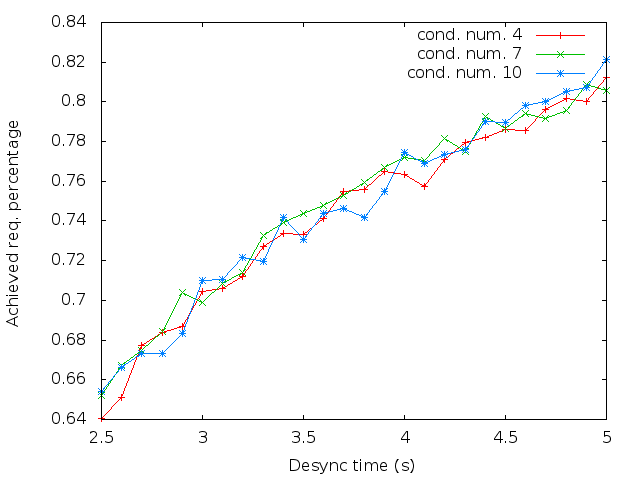 0.84
0.82
0.8
0.78
0.76
0.74
0.72
0.7
0.68
0.66
0.64
Achieved req. percentage
cond. num. 4
cond. num. 7
cond. num. 10
2.5 3 3.5 4 4.5 5
Desync time (s)